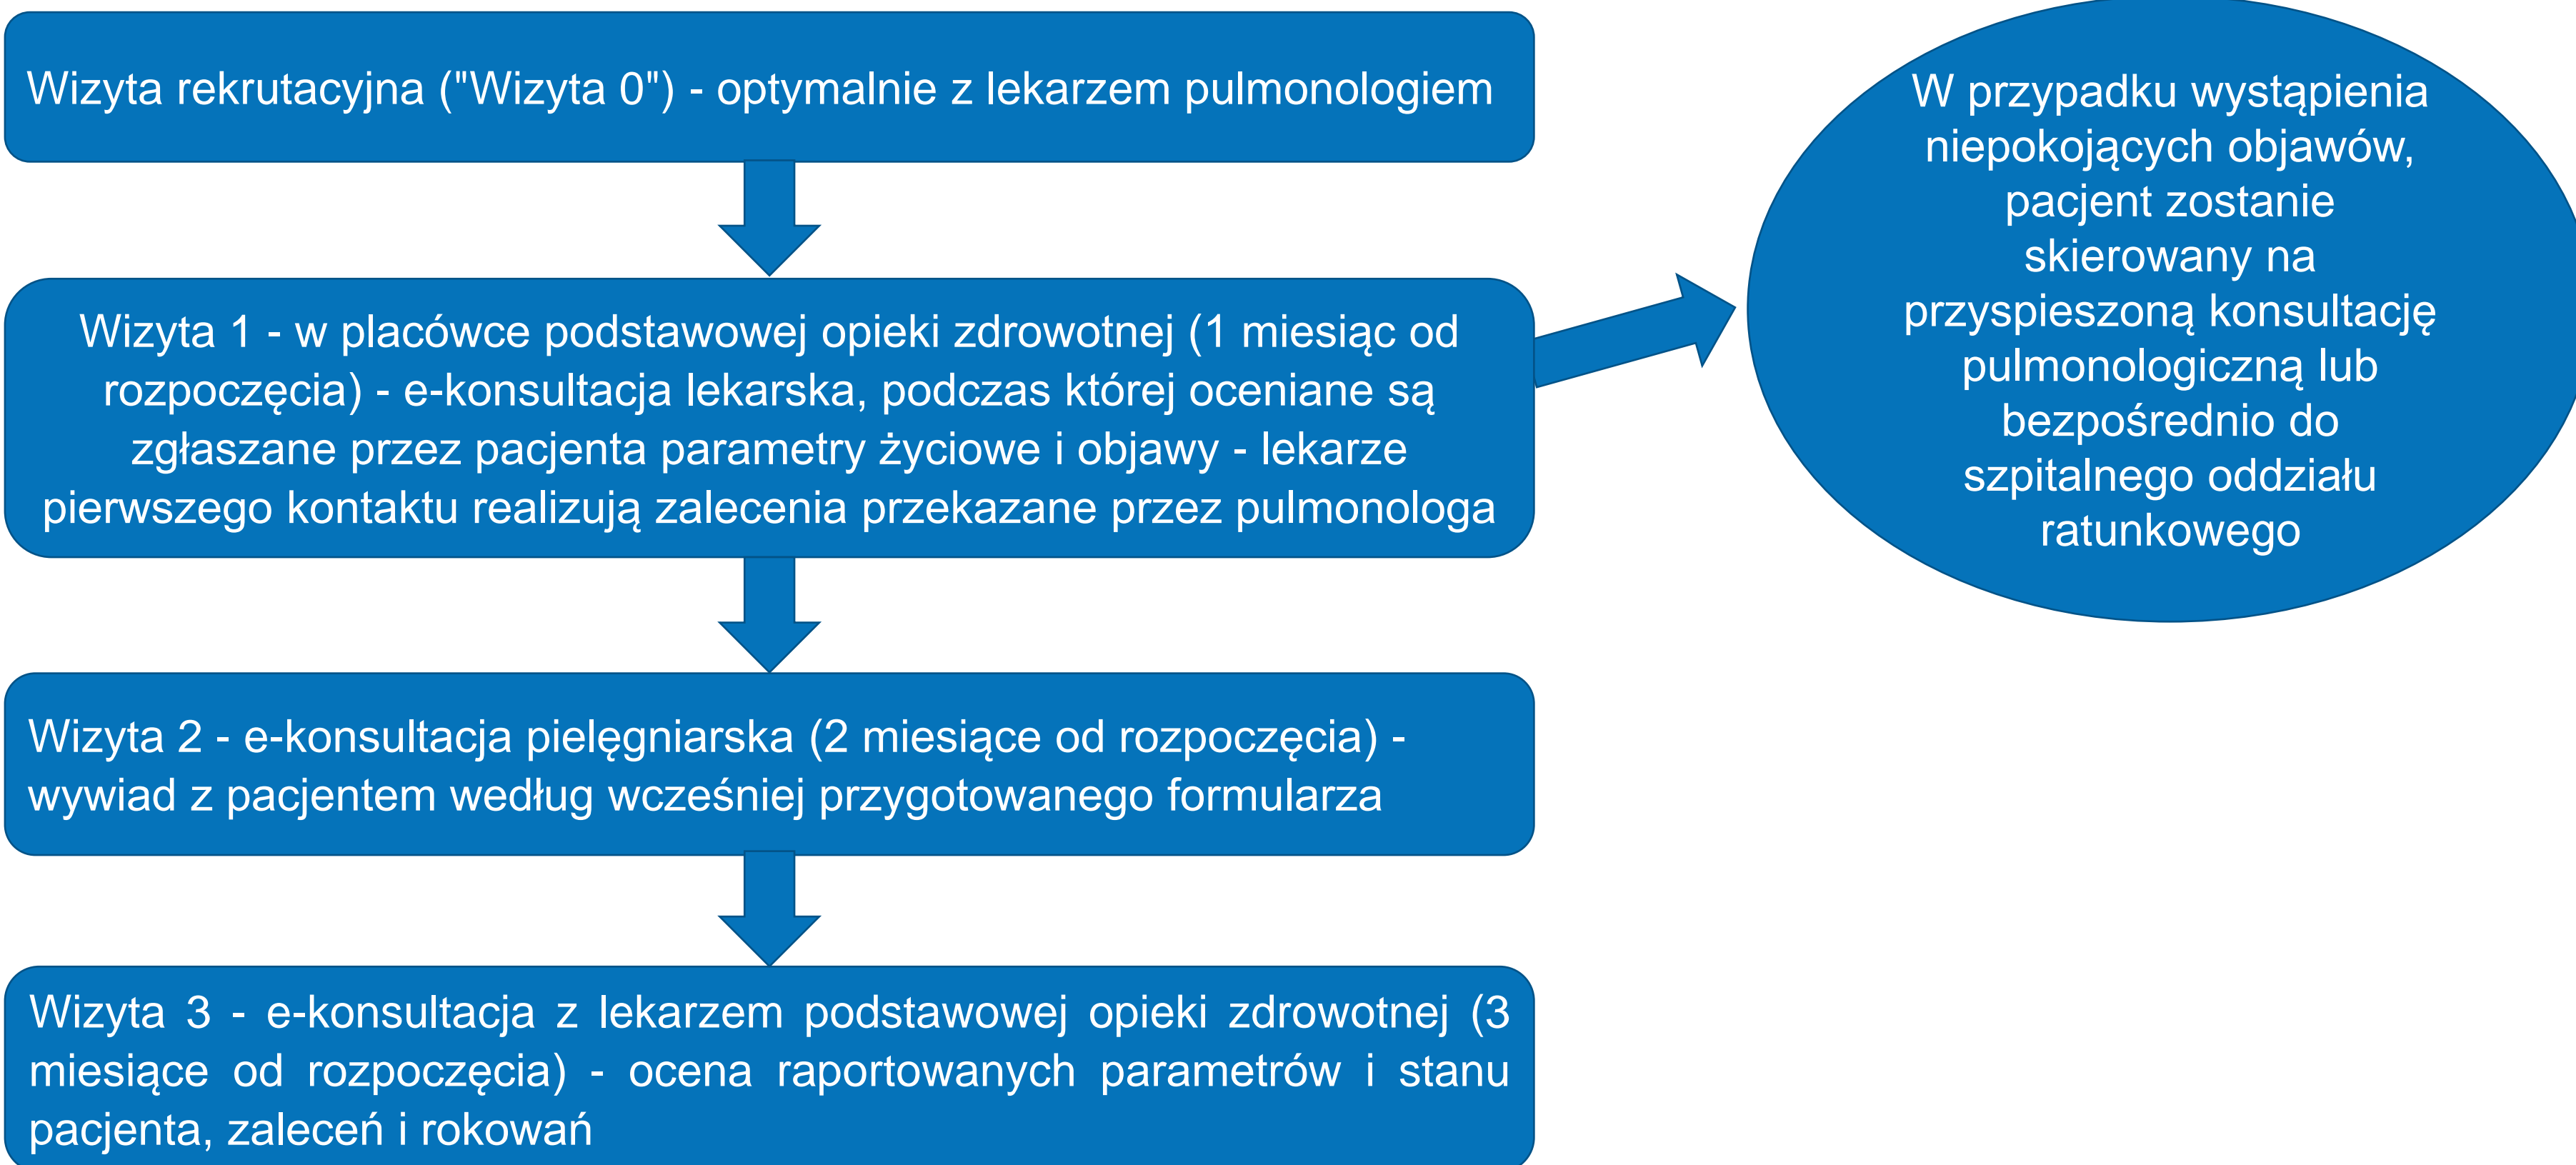 Wizyta rekrutacyjna ("Wizyta 0") - optymalnie z lekarzem pulmonologiem
Wizyta 1 - w placówce podstawowej opieki zdrowotnej (1 miesiąc od
rozpoczęcia) - e-konsultacja lekarska, podczas której oceniane są
zgłaszane przez pacjenta parametry życiowe i objawy - lekarze
pierwszego kontaktu realizują zalecenia przekazane przez pulmonologa
W przypadku wystąpienia
niepokojących objawów,
pacjent zostanie
skierowany na
przyspieszoną konsultację
pulmonologiczną lub
bezpośrednio do
szpitalnego oddziału
ratunkowego
Wizyta 2 - e-konsultacja pielęgniarska (2 miesiące od rozpoczęcia) -
wywiad z pacjentem według wcześniej przygotowanego formularza
Wizyta 3 - e-konsultacja z lekarzem podstawowej opieki zdrowotnej (3
miesiące od rozpoczęcia) - ocena raportowanych parametrów i stanu
pacjenta, zaleceń i rokowań